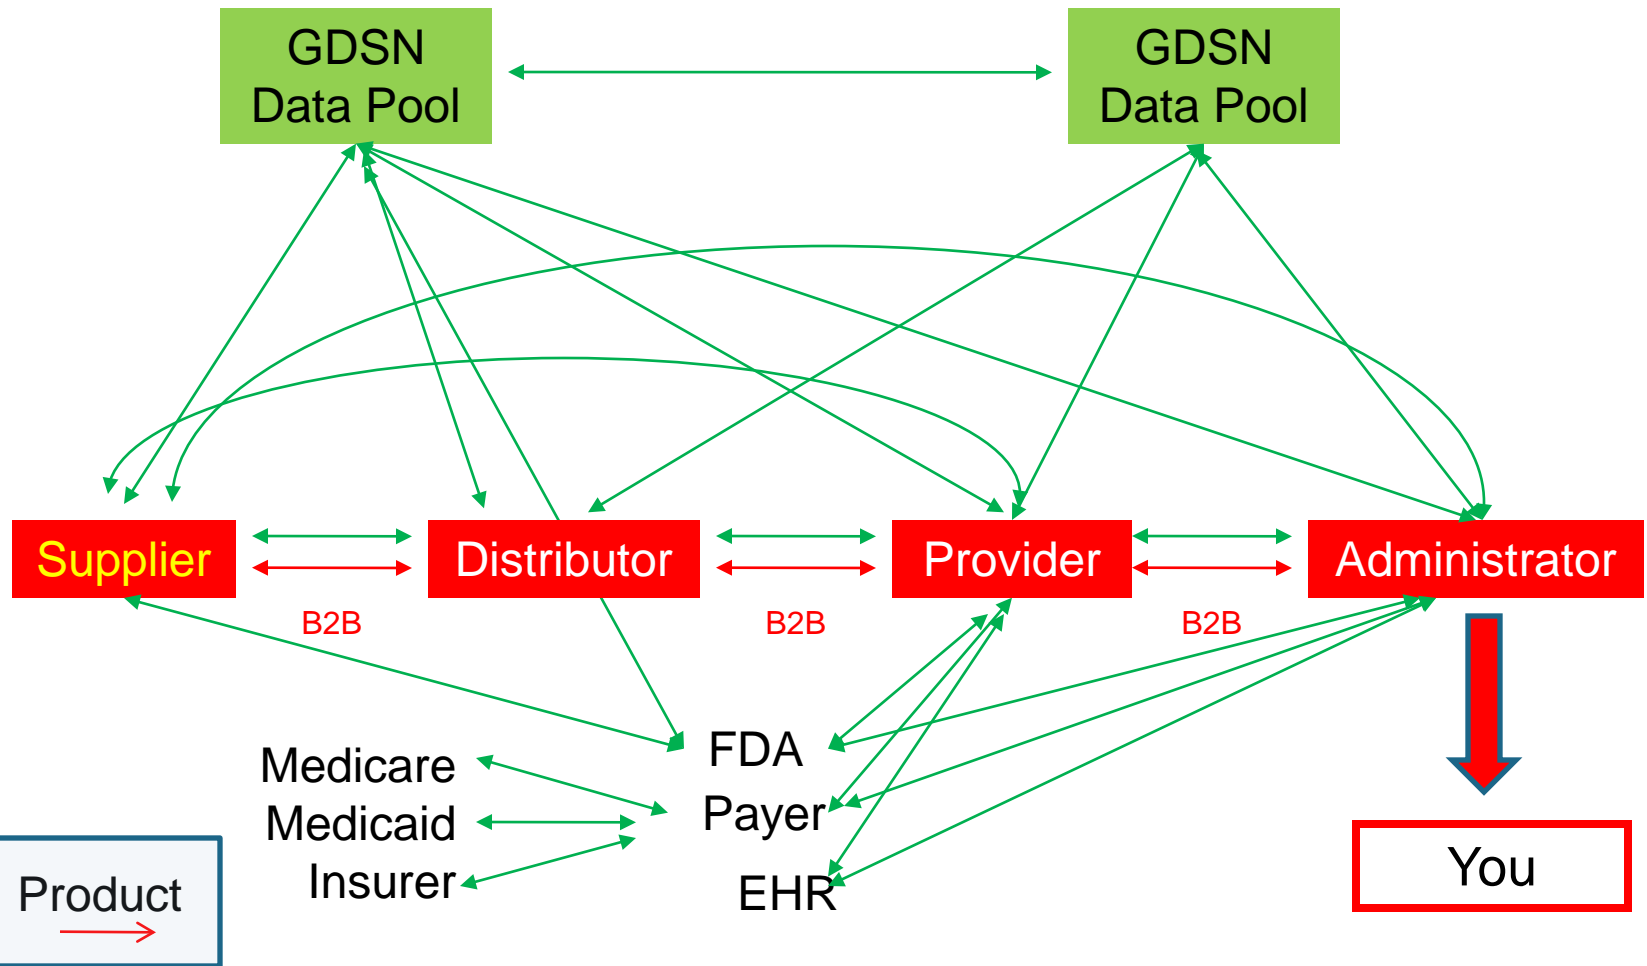 GDSN
Data Pool
GDSN
Data Pool
Supplier
Distributor
Provider
Administrator
B2B
B2B
B2B
FDA
Medicare
Medicaid
Insurer
Payer
EHR
You
Product